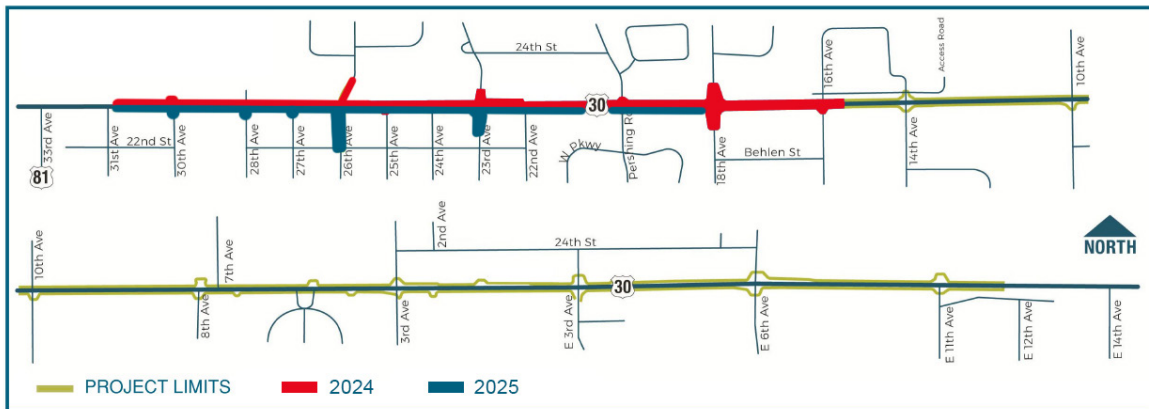 24th St
16th Ave
Access Road
10th Ave
30
33rd Ave
31st Ave
22nd St
30th Ave
28th Ave
27th Ave
26th Ave
25th Ave
24th Ave
23rd Ave
22nd Ave
W Pkwy
Pershing Rd
18th Ave
Behlen St
14th Ave
81
10th Ave
7th Ave
2nd Ave
24th St
NORTH
30
8th Ave
3rd Ave
E 3rd Ave
E 6th Ave
E 11th Ave
E 12th Ave
E 14th Ave
PROJECT LIMITS
2024
2025